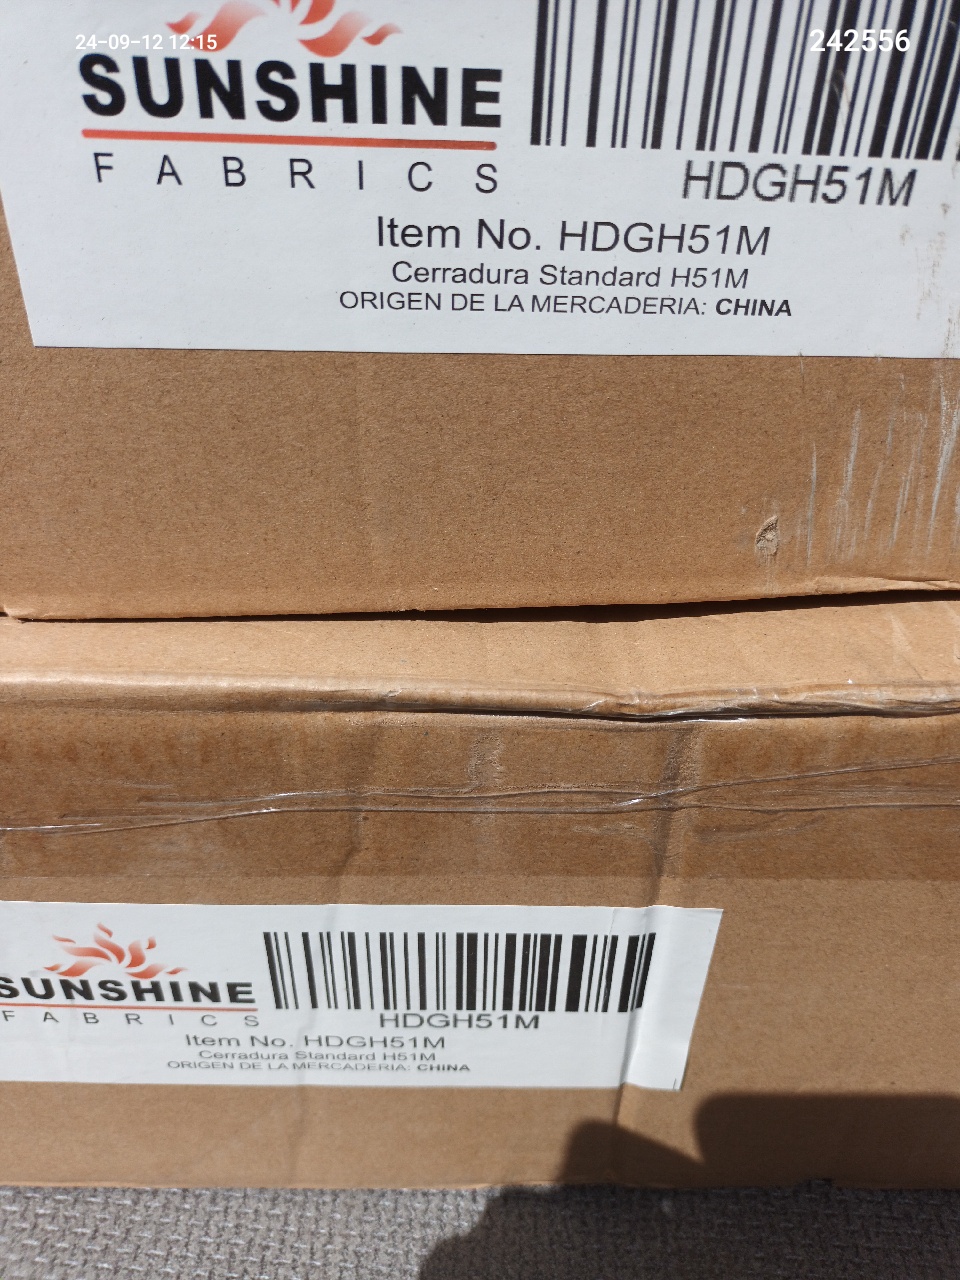 24-09-12 12:15
242556
SUNSHINE
FABRICS
HDGH51M
Item No. HDGH51M
Cerradura Standard H51M
ORIGEN DE LA MERCADERIA: CHINA
SUNSHINE
FABRICS
HDGH51M
Item No. HDGH51M
Cerradura Standard H51M
ORIGEN DE LA MERCADERIA: CHINA